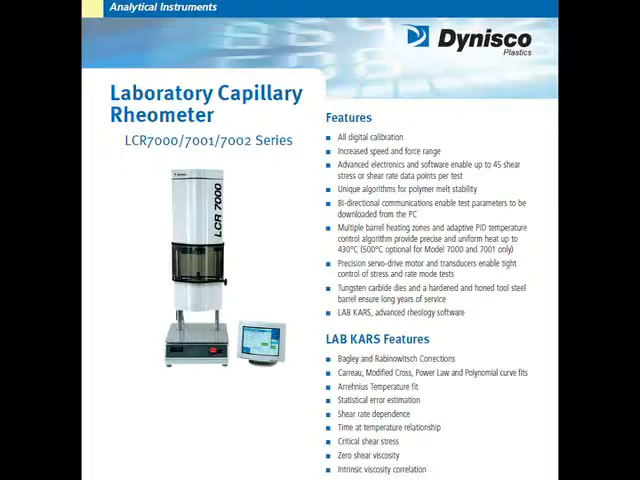 Analytical Instruments
Dynisco
Plastics
Laboratory Capillary
Rheometer
LCR7000/7001/7002 Series
LCR 7000
Features
All digital calibration
Increased speed and force range
Advanced electronics and software enable up to 45 shear
stress or shear rate data points per test
Unique algorithms for polymer melt stability
Bi-directional communications enable test parameters to be
downloaded from the PC
Multiple barrel heating zones and adaptive PID temperature
control algorithm provide precise and uniform heat up to
430°C (500°C optional for Model 7000 and 7001 only)
Precision servo-drive motor and transducers enable tight
control of stress and rate mode tests
Tungsten carbide dies and a hardened and honed tool steel
barrel ensure long years of service
LAB KARS, advanced rheology software
LAB KARS Features
Bagley and Rabinowitsch Corrections
Carreau, Modified Cross, Power Law and Polynomial curve fits
Arrehnius Temperature fit
Statistical error estimation
Shear rate dependence
Time at temperature relationship
Critical shear stress
Zero shear viscosity
Intrinsic viscosity correlation